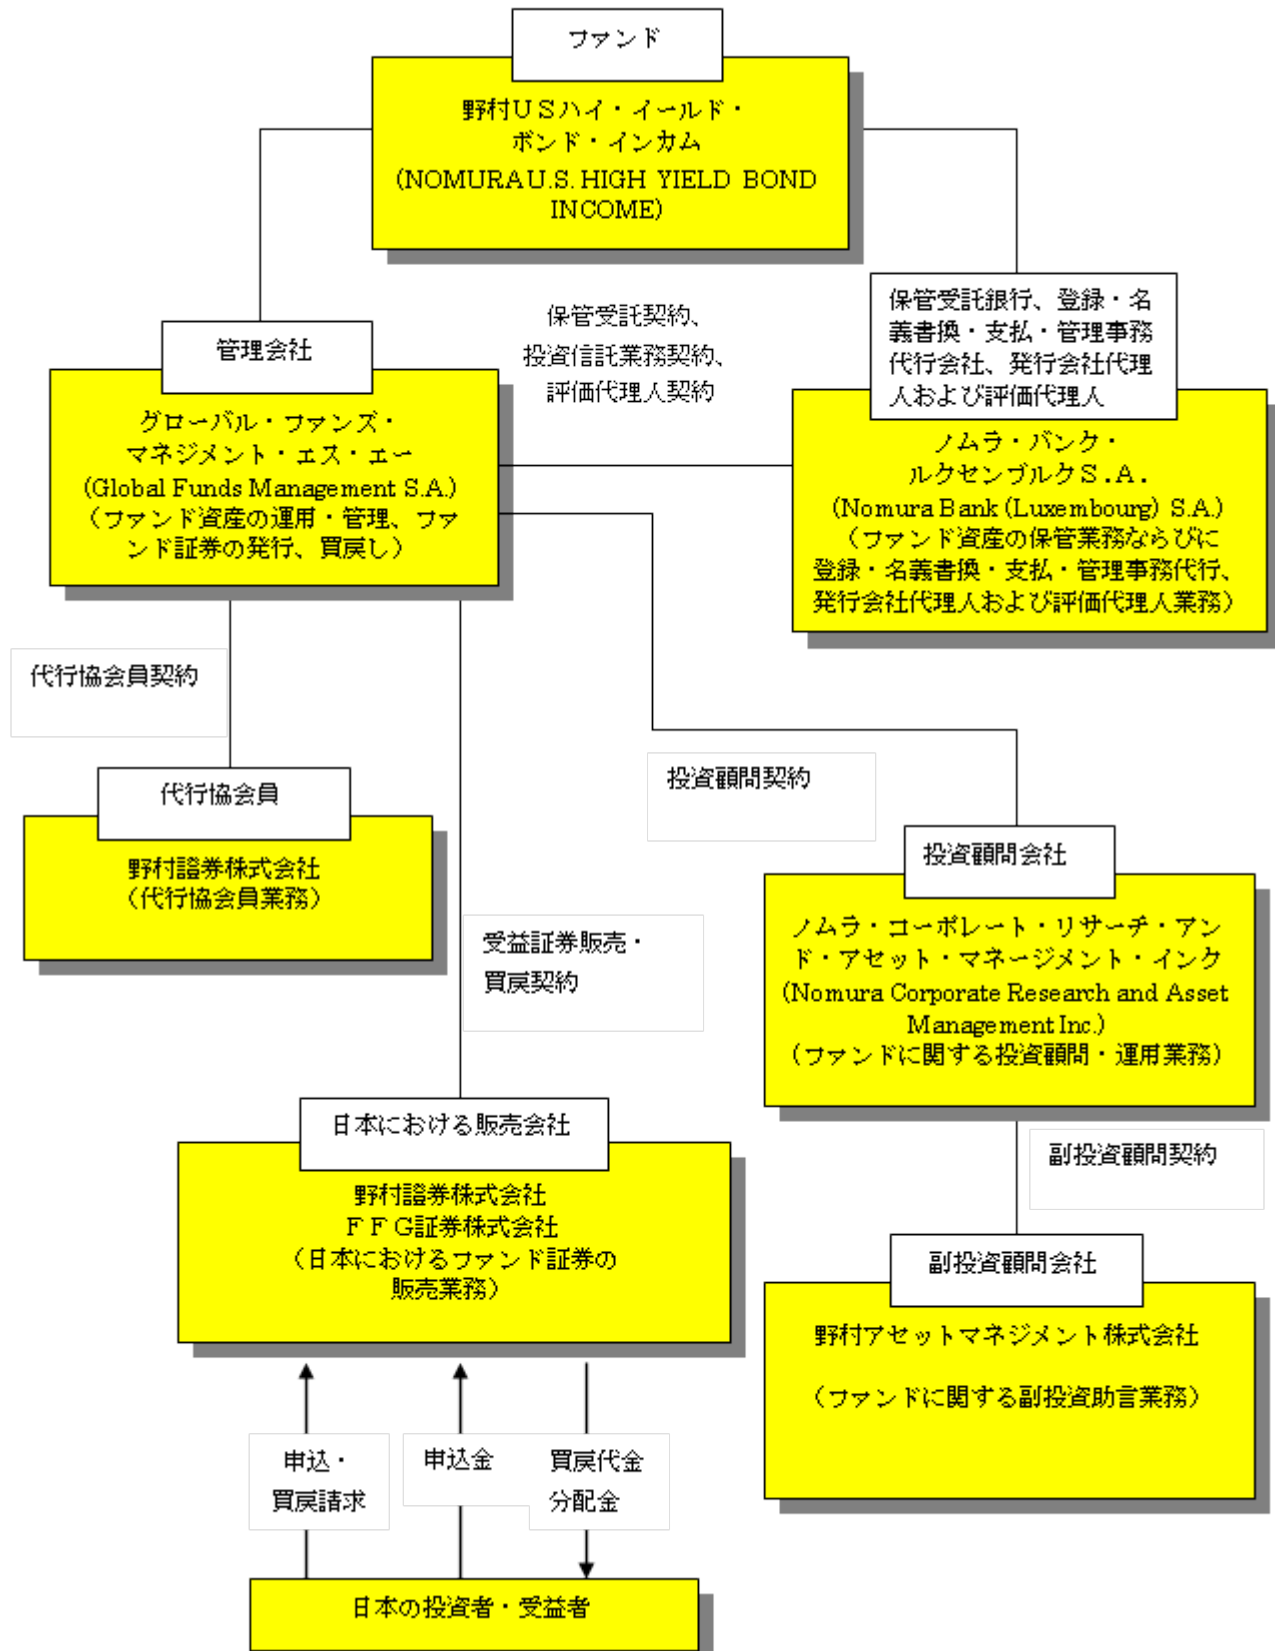 ファンド
野村ＵＳハイ・イールド・
ボンド・インカム
(NOMURA U.S. HIGH YIELD BOND
INCOME)
保管受託契約、
投資信託業務契約、
評価代理人契約
保管受託銀行、登録・名
義書換・支払・管理事務
代行会社、発行会社代理
人および評価代理人
管理会社
グローバル・ファンズ・
マネジメント・エス・エー
(Global Funds Management S.A.)
（ファンド資産の運用・管理、ファ
ンド証券の発行、買戻し）
ノムラ・バンク・
ルクセンブルクＳ.Ａ.
(Nomura Bank (Luxembourg) S.A.)
（ファンド資産の保管業務ならびに
登録・名義書換・支払・管理事務代行、
発行会社代理人および評価代理人業務）
代行協会員契約
投資顧問契約
代行協会員
野村證券株式会社
（代行協会員業務）
投資顧問会社
ノムラ・コーポレート・リサーチ・アン
ド・アセット・マネージメント・インク
(Nomura Corporate Research and Asset
Management Inc.)
（ファンドに関する投資顧問・運用業務）
受益証券販売・
買戻契約
日本における販売会社
野村證券株式会社
ＦＦＧ証券株式会社
（日本におけるファンド証券の
販売業務）
副投資顧問契約
副投資顧問会社
野村アセットマネジメント株式会社
（ファンドに関する副投資助言業務）
申込・
買戻請求
申込金
買戻代金
分配金
日本の投資者・受益者